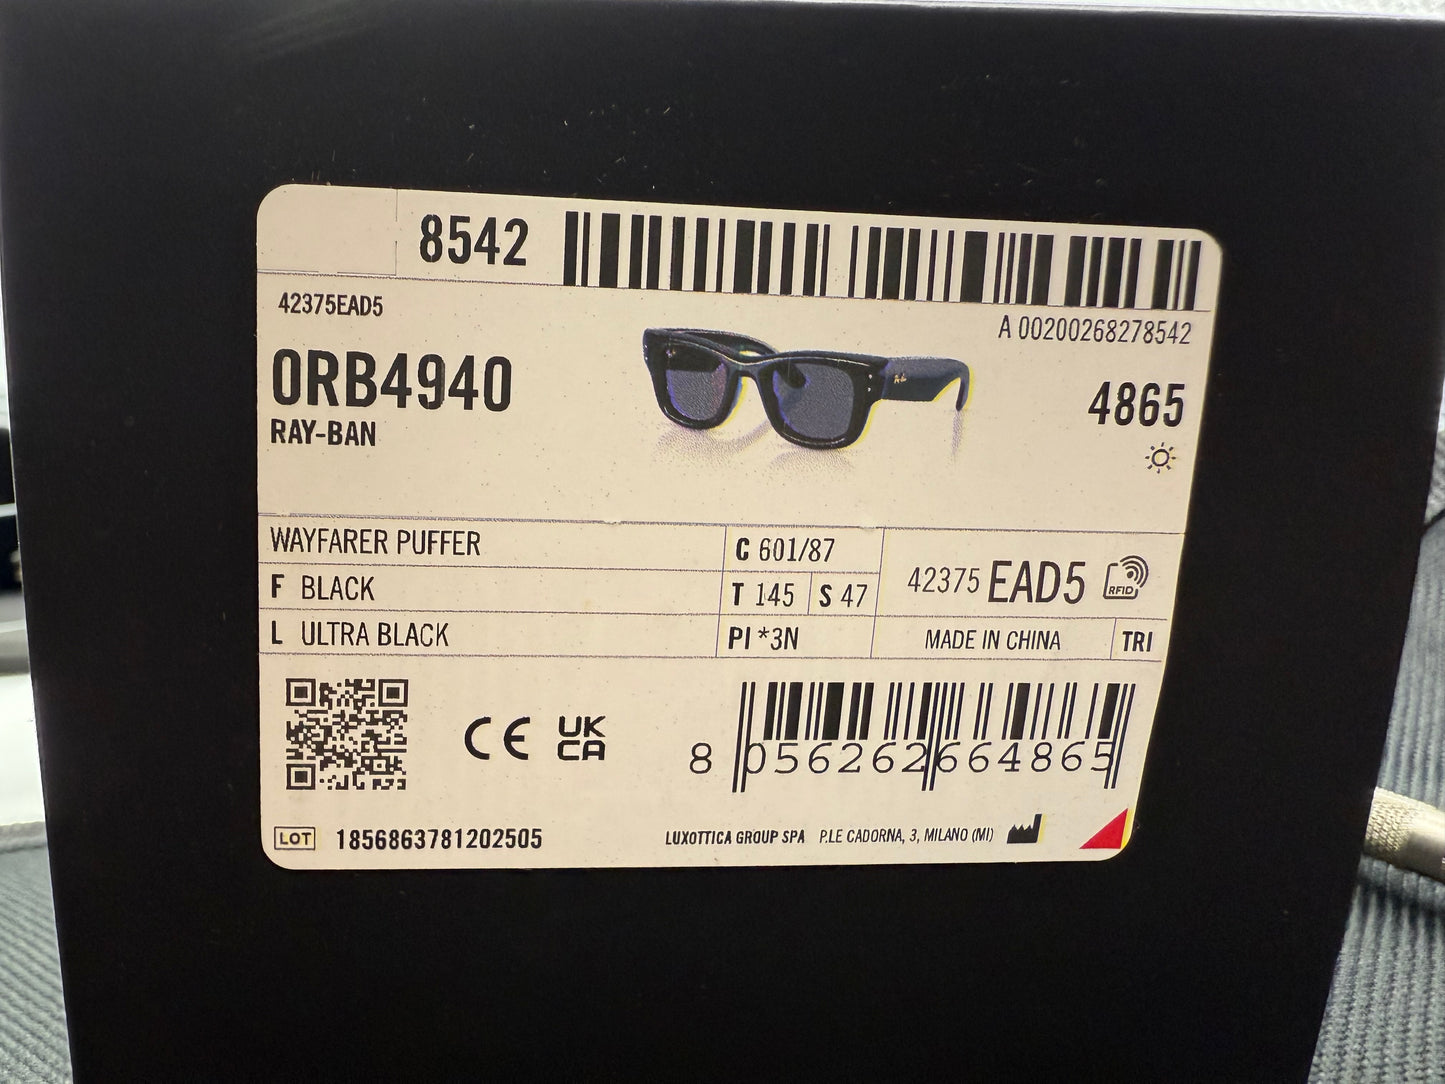 8542
42375EAD5
A 00200268278542
0RB4940
RAY-BAN
4865
WAYFARER PUFFER
C 601/87
F BLACK
T 145
S 47
42375 EAD5
RFID
L ULTRA BLACK
PI *3N
MADE IN CHINA
TRI
CE
UK
CA
8 056262 664865
LOT 1856863781202505
LUXOTTICA GROUP SPA P.LE CADORNA, 3, MILANO (MI)